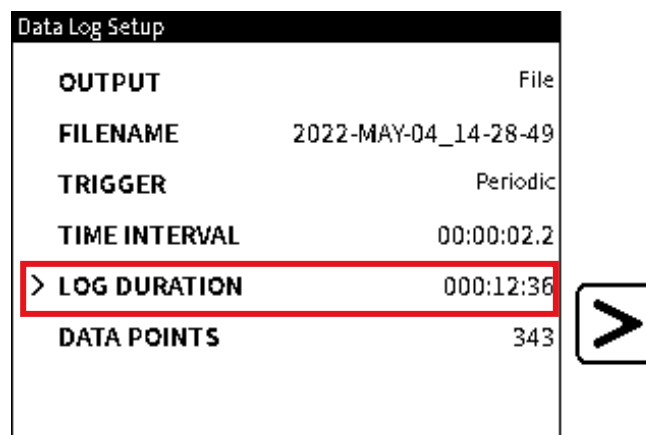 Data Log Setup
OUTPUT File
FILENAME 2022-MAY-04_14-28-49
TRIGGER Periodic
TIME INTERVAL 00:00:02.2
> LOG DURATION 000:12:36
DATA POINTS 343
>